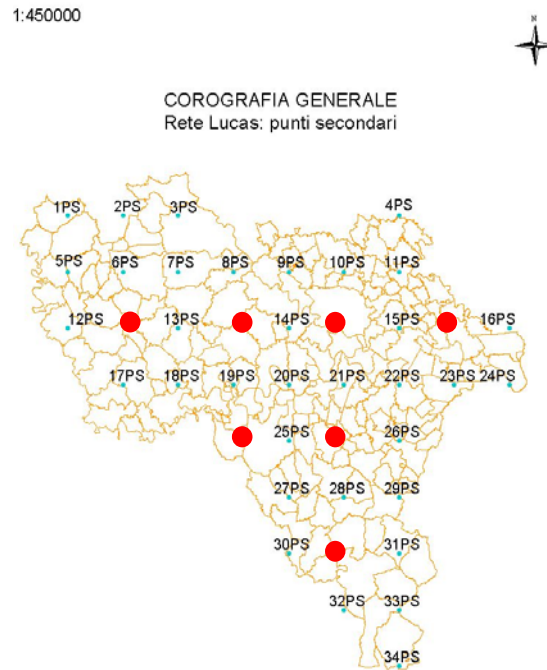 1:450000
N
COROGRAFIA GENERALE
Rete Lucas: punti secondari
1PS 2PS 3PS 4PS
5PS 6PS 7PS 8PS 9PS 10PS 11PS
12PS 13PS 14PS 15PS 16PS
17PS 18PS 19PS 20PS 21PS 22PS 23PS 24PS
25PS 26PS
27PS 28PS 29PS
30PS 31PS
32PS 33PS
34PS